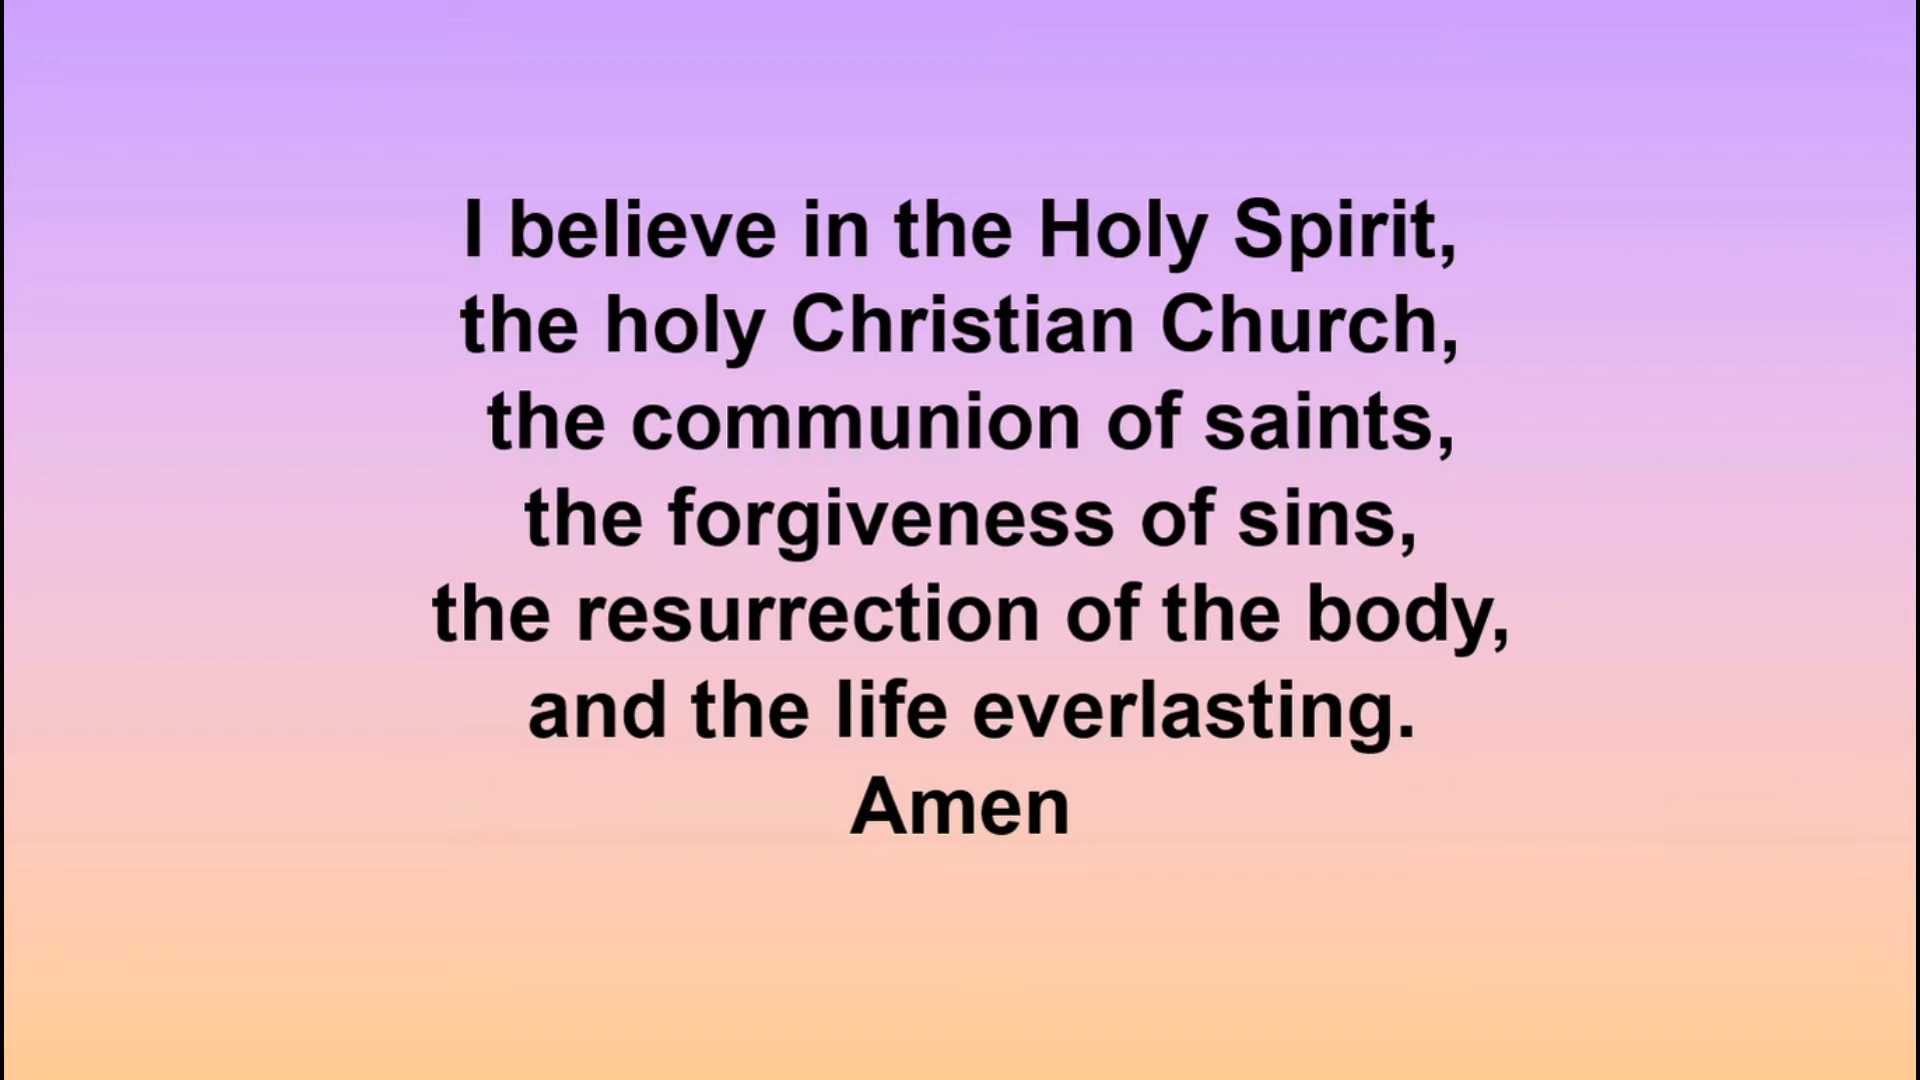 I believe in the Holy Spirit,
the holy Christian Church,
the communion of saints,
the forgiveness of sins,
the resurrection of the body,
and the life everlasting.
Amen